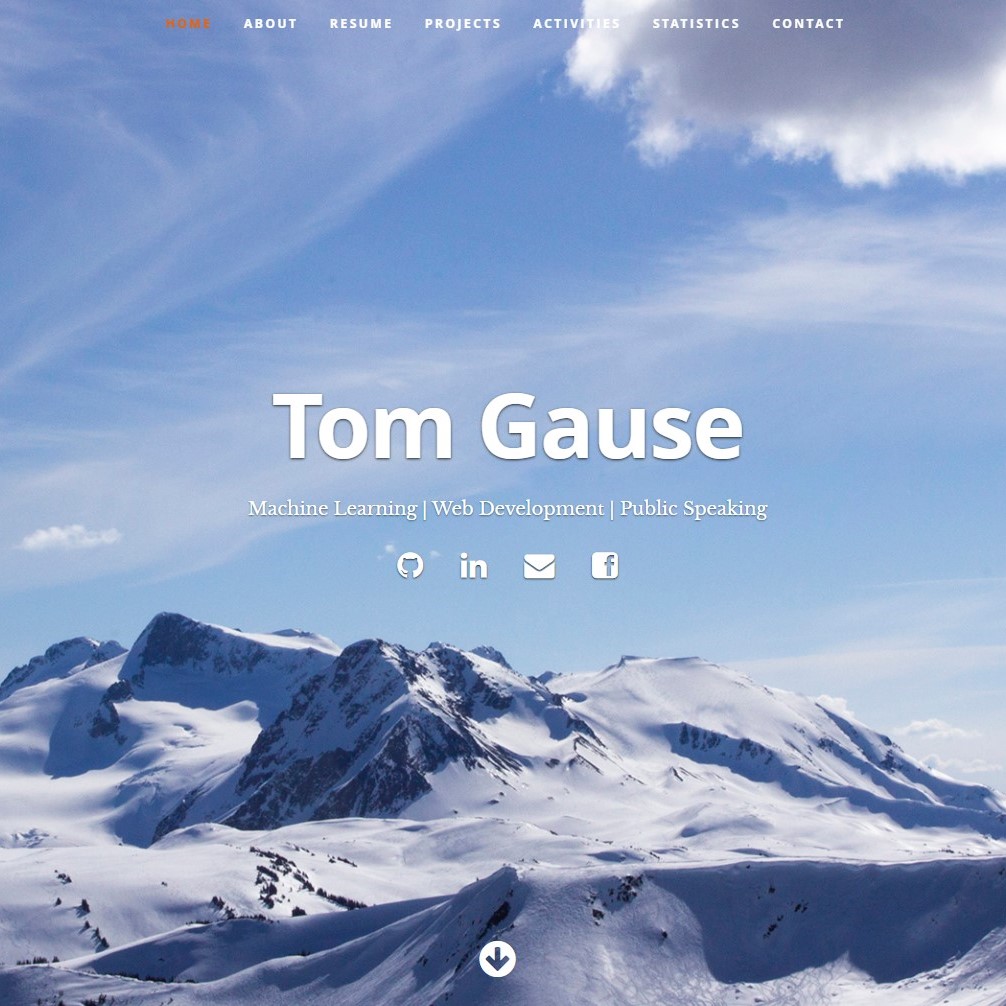 HOME ABOUT RESUME PROJECTS ACTIVITIES STATISTICS CONTACT
Tom Gause
Machine Learning | Web Development | Public Speaking